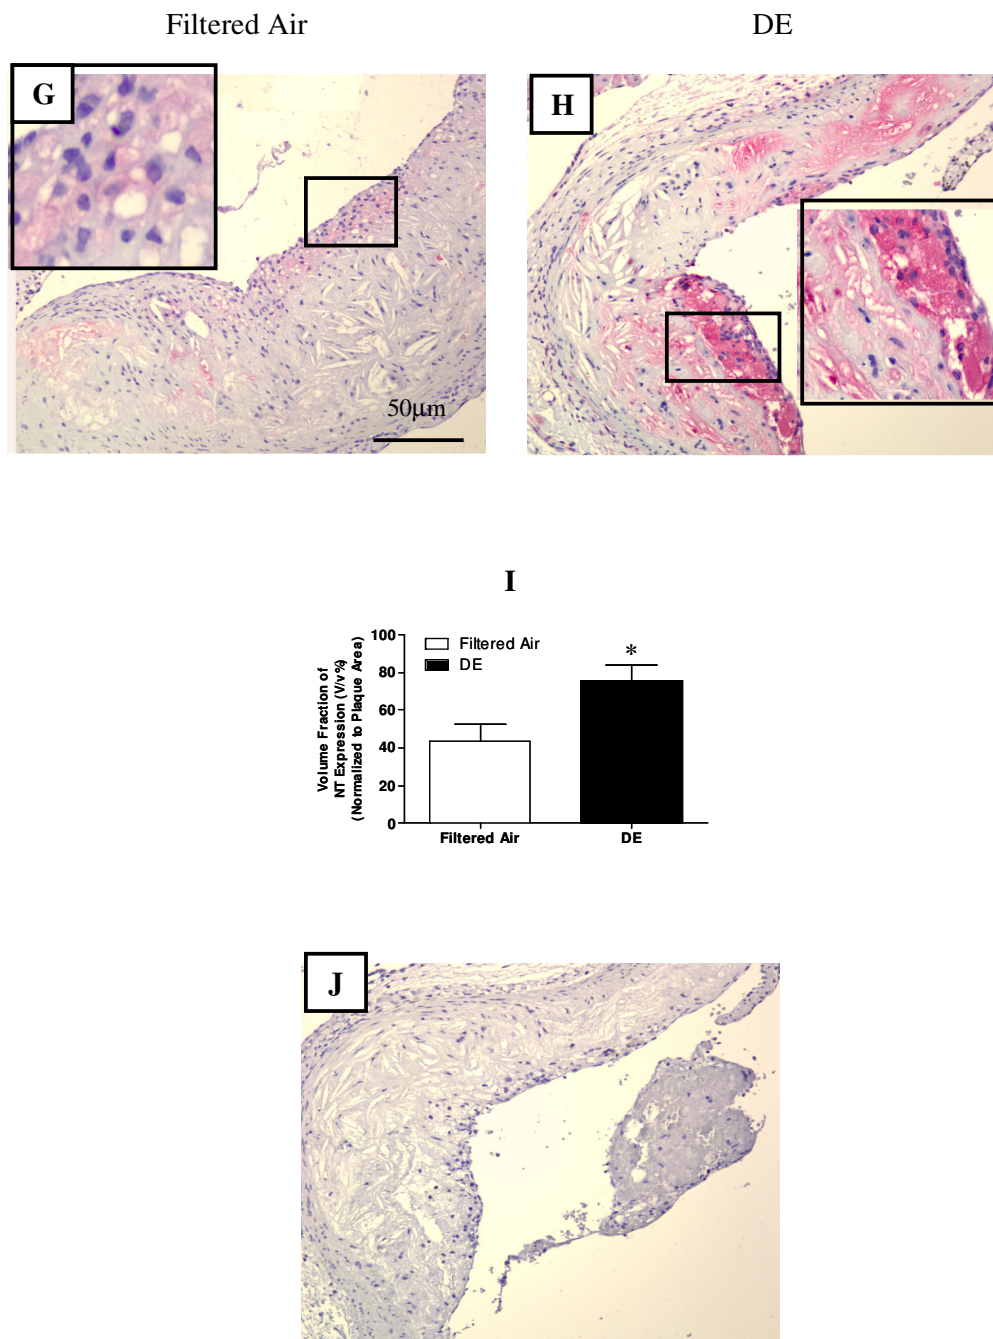 Filtered Air
DE
G
H
50µm
I
Volume Fraction of
NT Expression (V/v%)
(Normalized to Plaque Area)
100
80
60
40
20
0
Filtered Air
DE
*
Filtered Air
DE
J